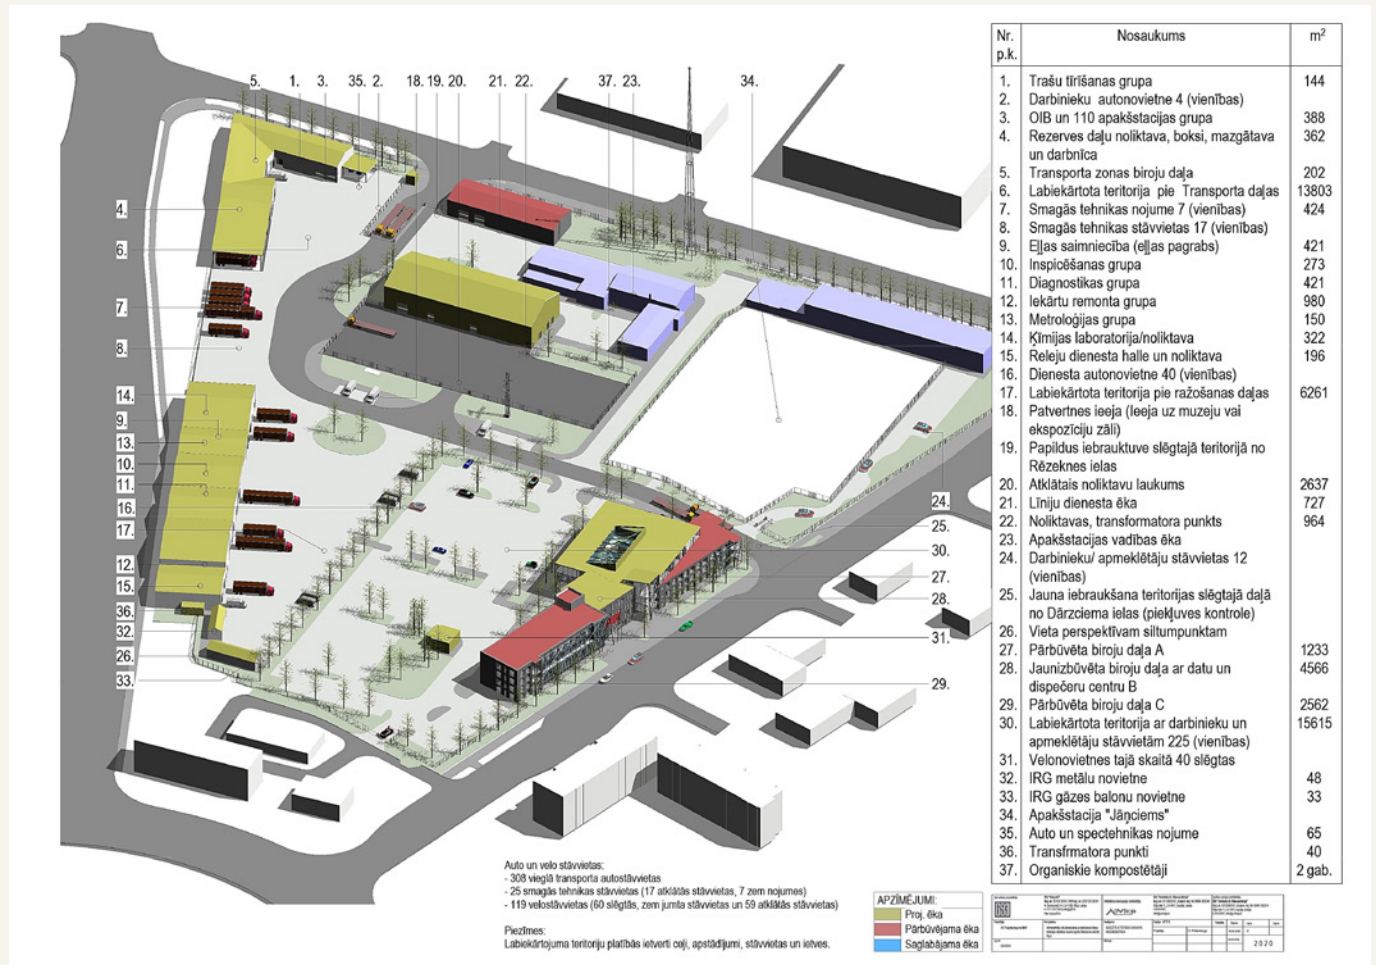 5. 1. 3. 35. 2. 18. 19. 20. 21. 22. 37. 23. 34.
4.
6.
7.
8.
14.
9.
13.
10.
11.
16.
17.
12.
15.
36.
32.
26.
33.
24.
25.
30.
27.
28.
31.
29.
Nr. p.k. Nosaukums m²
1. Trašu tīrīšanas grupa 144
2. Darbinieku autonovietne 4 (vienības)
3. OIB un 110 apakšstacijas grupa 388
4. Rezerves daļu noliktava, boksi, mazgātava 362
un darbnīca
5. Transporta zonas biroju daļa 202
6. Labiekārtota teritorija pie Transporta daļas 13803
7. Smagās tehnikas nojume 7 (vienības) 424
8. Smagās tehnikas stāvvietas 17 (vienības)
9. Eļļas saimniecība (eļļas pagrabs) 421
10. Inspicēšanas grupa 273
11. Diagnostikas grupa 421
12. Iekārtu remonta grupa 980
13. Metroloģijas grupa 150
14. Ķīmijas laboratorija/noliktava 322
15. Releju dienesta halle un noliktava 196
16. Dienesta autonovietne 40 (vienības)
17. Labiekārtota teritorija pie ražošanas daļas 6261
18. Patvertnes ieeja (Ieeja uz muzeju vai
ekspozīciju zāli)
19. Papildus iebrauktuve slēgtajā teritorijā no
Rēzeknes ielas
20. Atklātais noliktavu laukums 2637
21. Līniju dienesta ēka 727
22. Noliktavas, transformatora punkts 964
23. Apakšstacijas vadības ēka
24. Darbinieku/ apmeklētāju stāvvietas 12
(vienības)
25. Jauna iebraukšana teritorijas slēgtajā daļā
no Dārzciema ielas (piekļuves kontrole)
26. Vieta perspektīvam siltumpunktam
27. Pārbūvēta biroju daļa A 1233
28. Jaunizbūvēta biroju daļa ar datu un 4566
dispečeru centru B
29. Pārbūvēta biroju daļa C 2562
30. Labiekārtota teritorija ar darbinieku un 15615
apmeklētāju stāvvietām 225 (vienības)
31. Velonovietnes tajā skaitā 40 slēgtas
32. IRG metālu novietne 48
33. IRG gāzes balonu novietne 33
34. Apakšstacija "Jāņciems"
35. Auto un spectehnikas nojume 65
36. Transfrmatora punkti 40
37. Organiskie kompostētāji 2 gab.
Auto un velo stāvvietas:
- 308 vieglā transporta autostāvvietas
- 25 smagās tehnikas stāvvietas (17 atklātās stāvvietas, 7 zem nojumes)
- 119 velostāvvietas (60 slēgtās, zem jumta stāvvietas un 59 atklātās stāvvietas)
Piezīmes:
Labiekārtojuma teritoriju platībās ietverti ceļi, apstādījumi, stāvvietas un ietves.
APZĪMĒJUMI:
Proj. ēka
Pārbūvējama ēka
Saglabājama ēka
2020